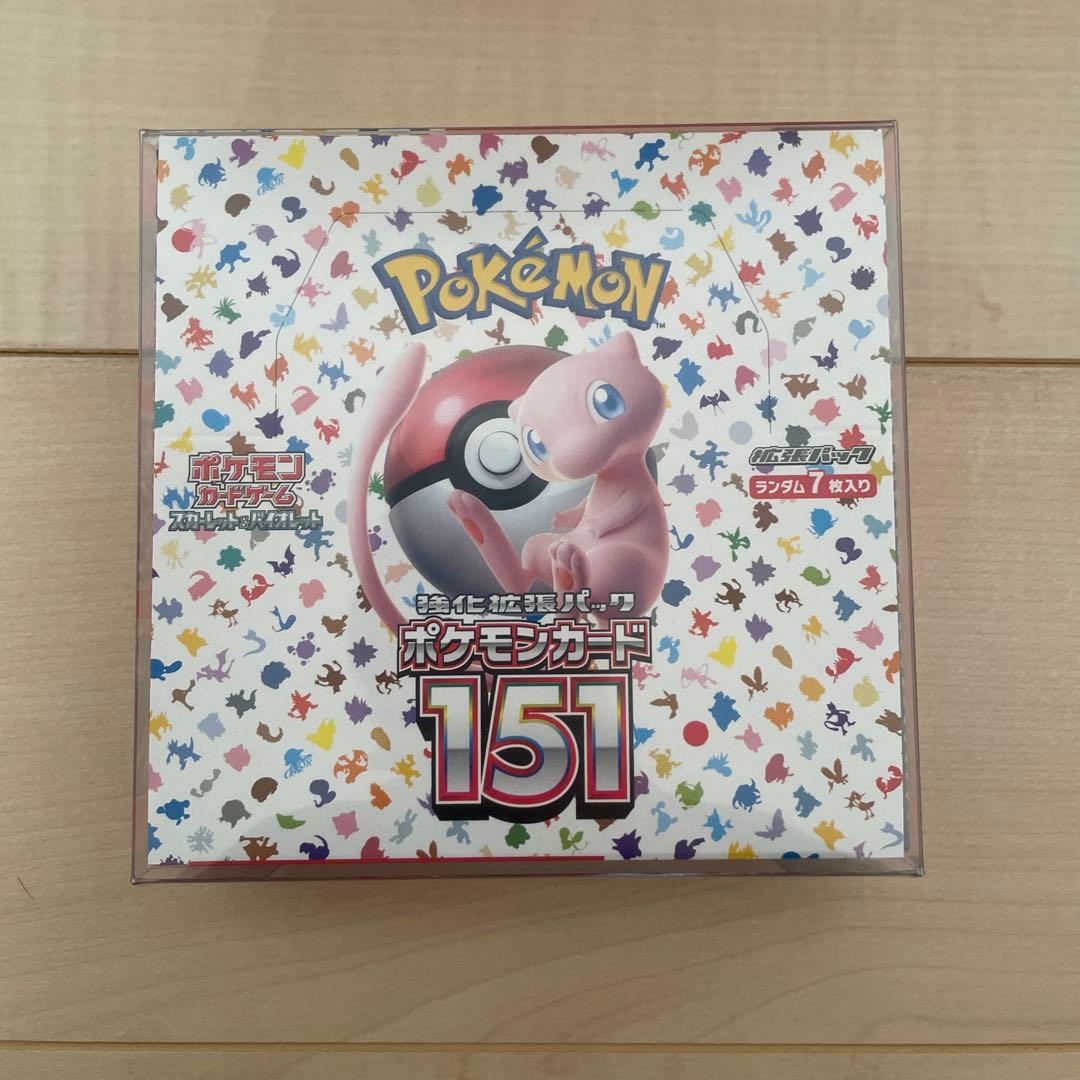 POKéMON
TM
ポケモン
カードゲーム
スカーレット&バイオレット
拡張パック
ランダム7枚入り
強化拡張パック
ポケモンカード
151